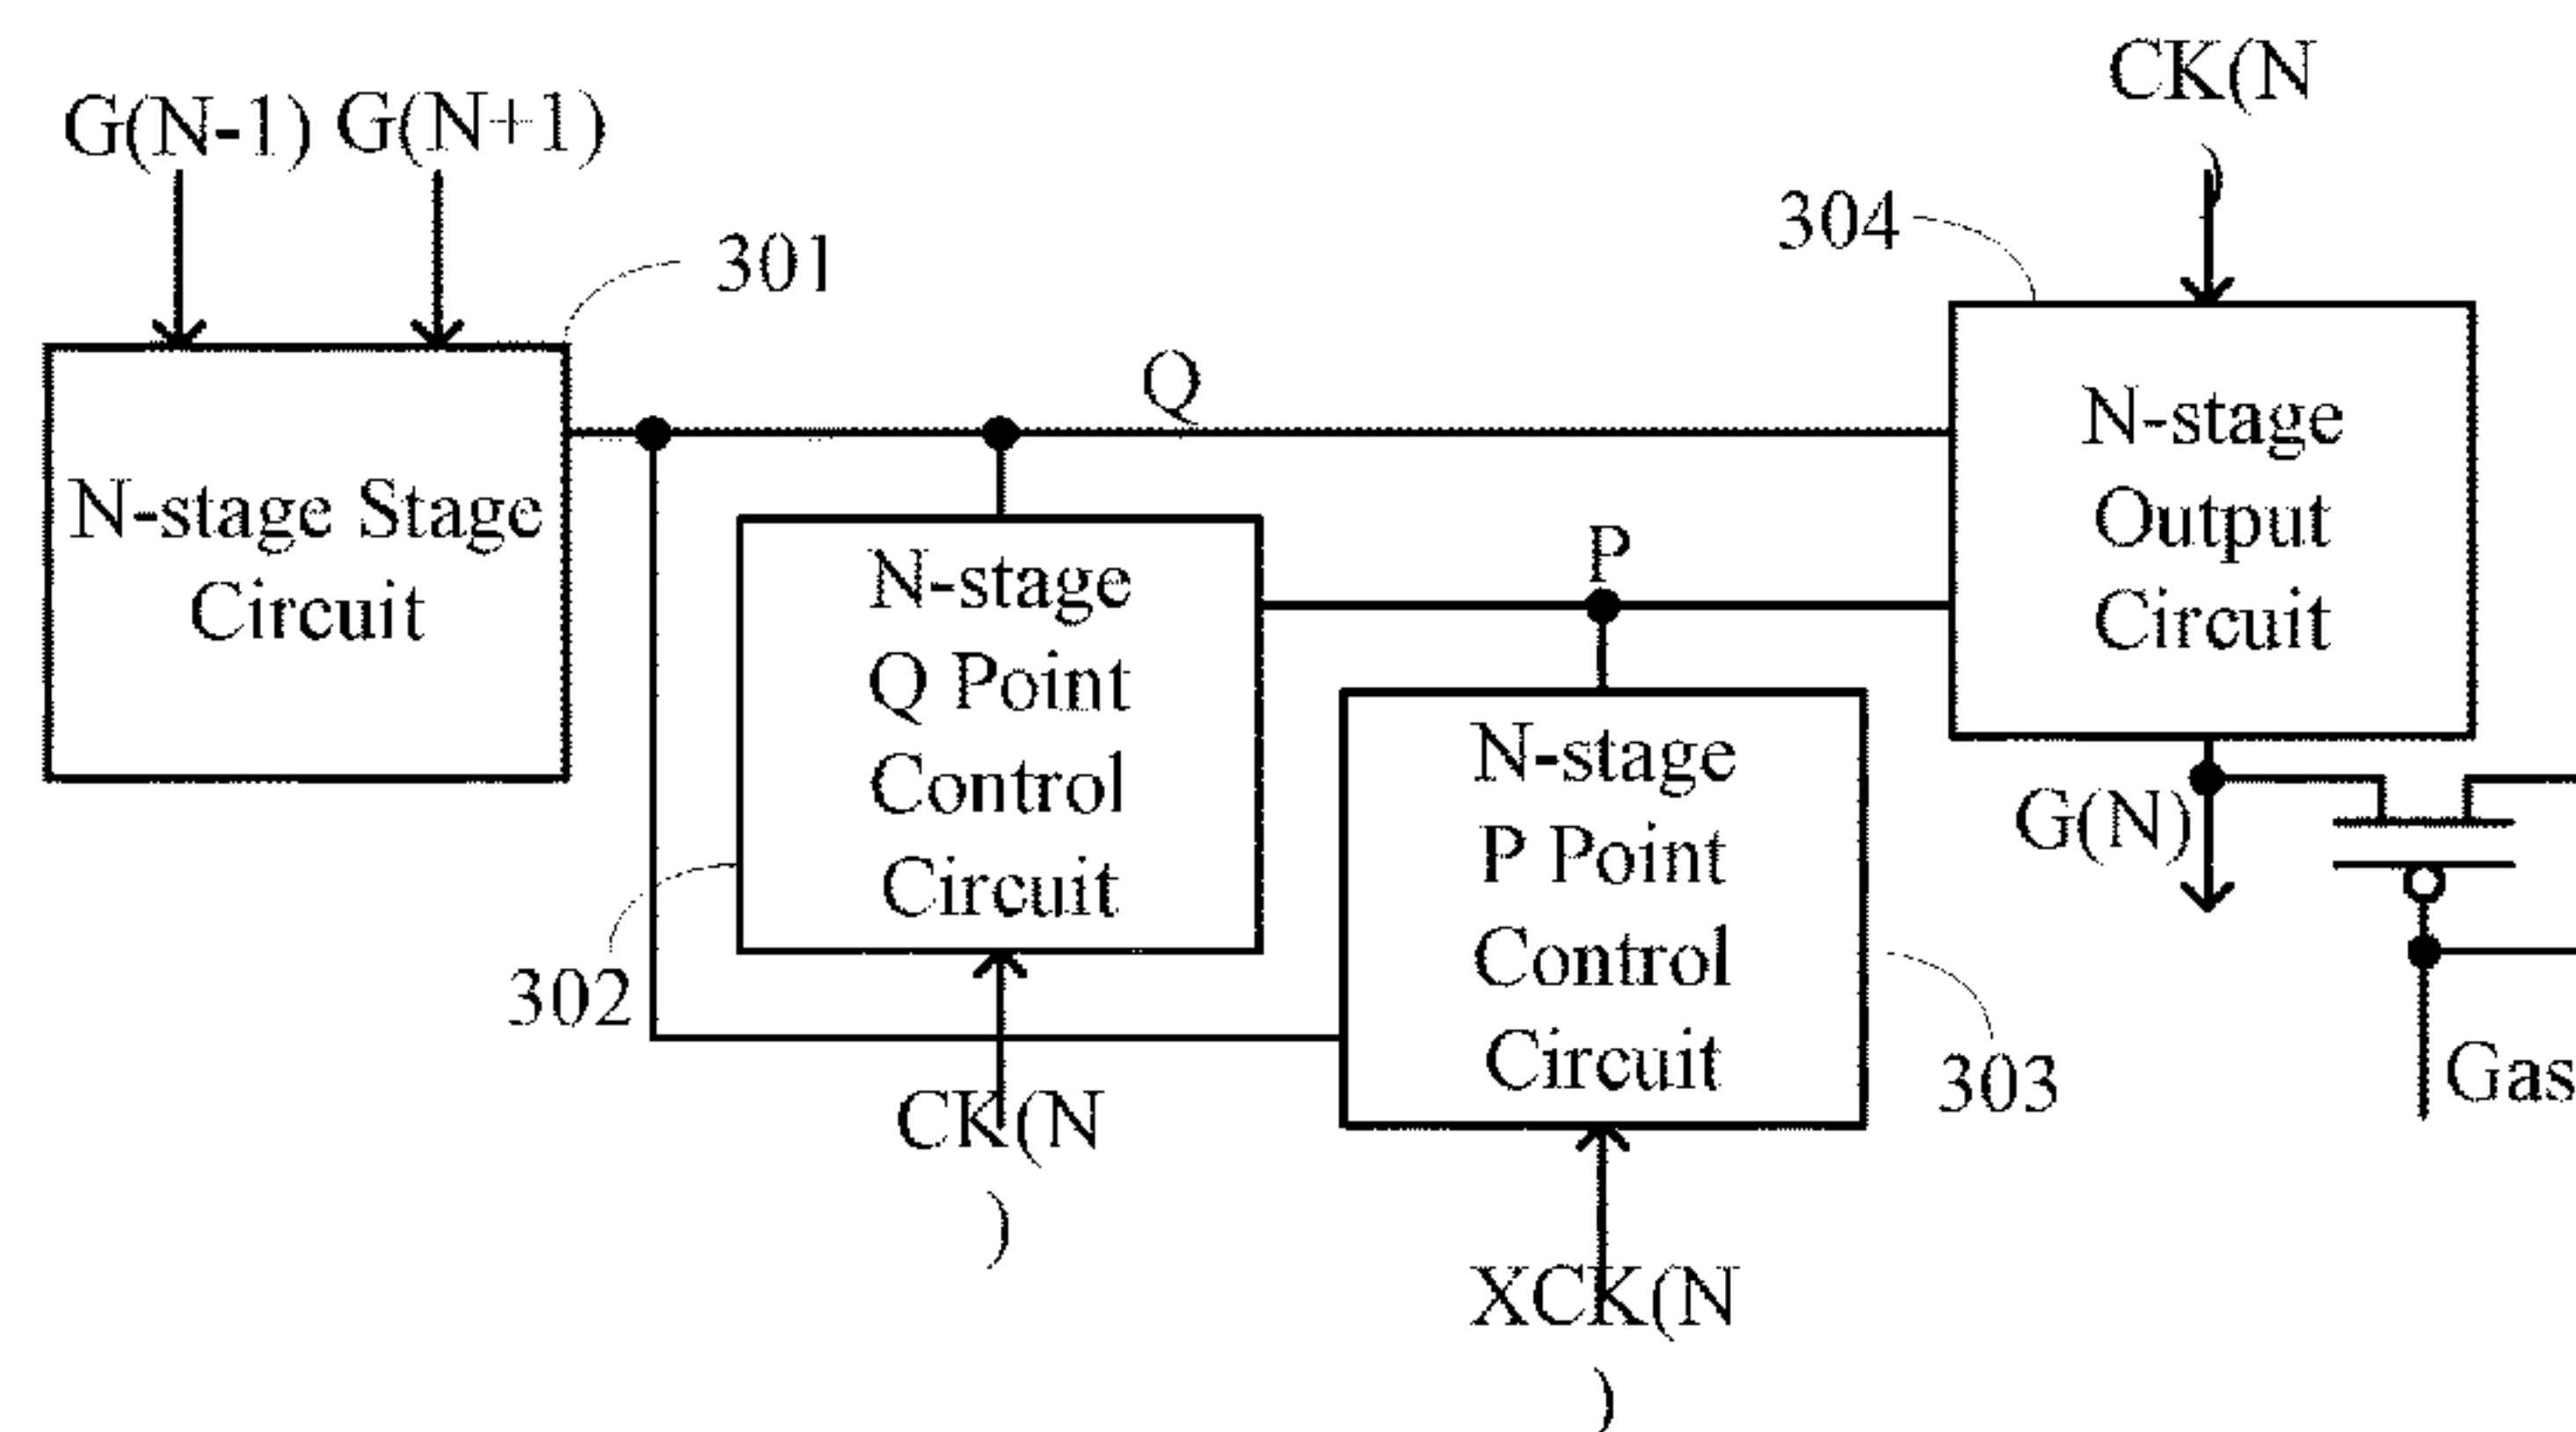 G(N-1) G(N+1)
CK(N
)
301
304
Q
N-stage Stage
Circuit
N-stage
Output
Circuit
N-stage
Q Point
Control
Circuit
P
N-stage
P Point
Control
Circuit
G(N)
302
303
Gas
CK(N
)
XCK(N
)